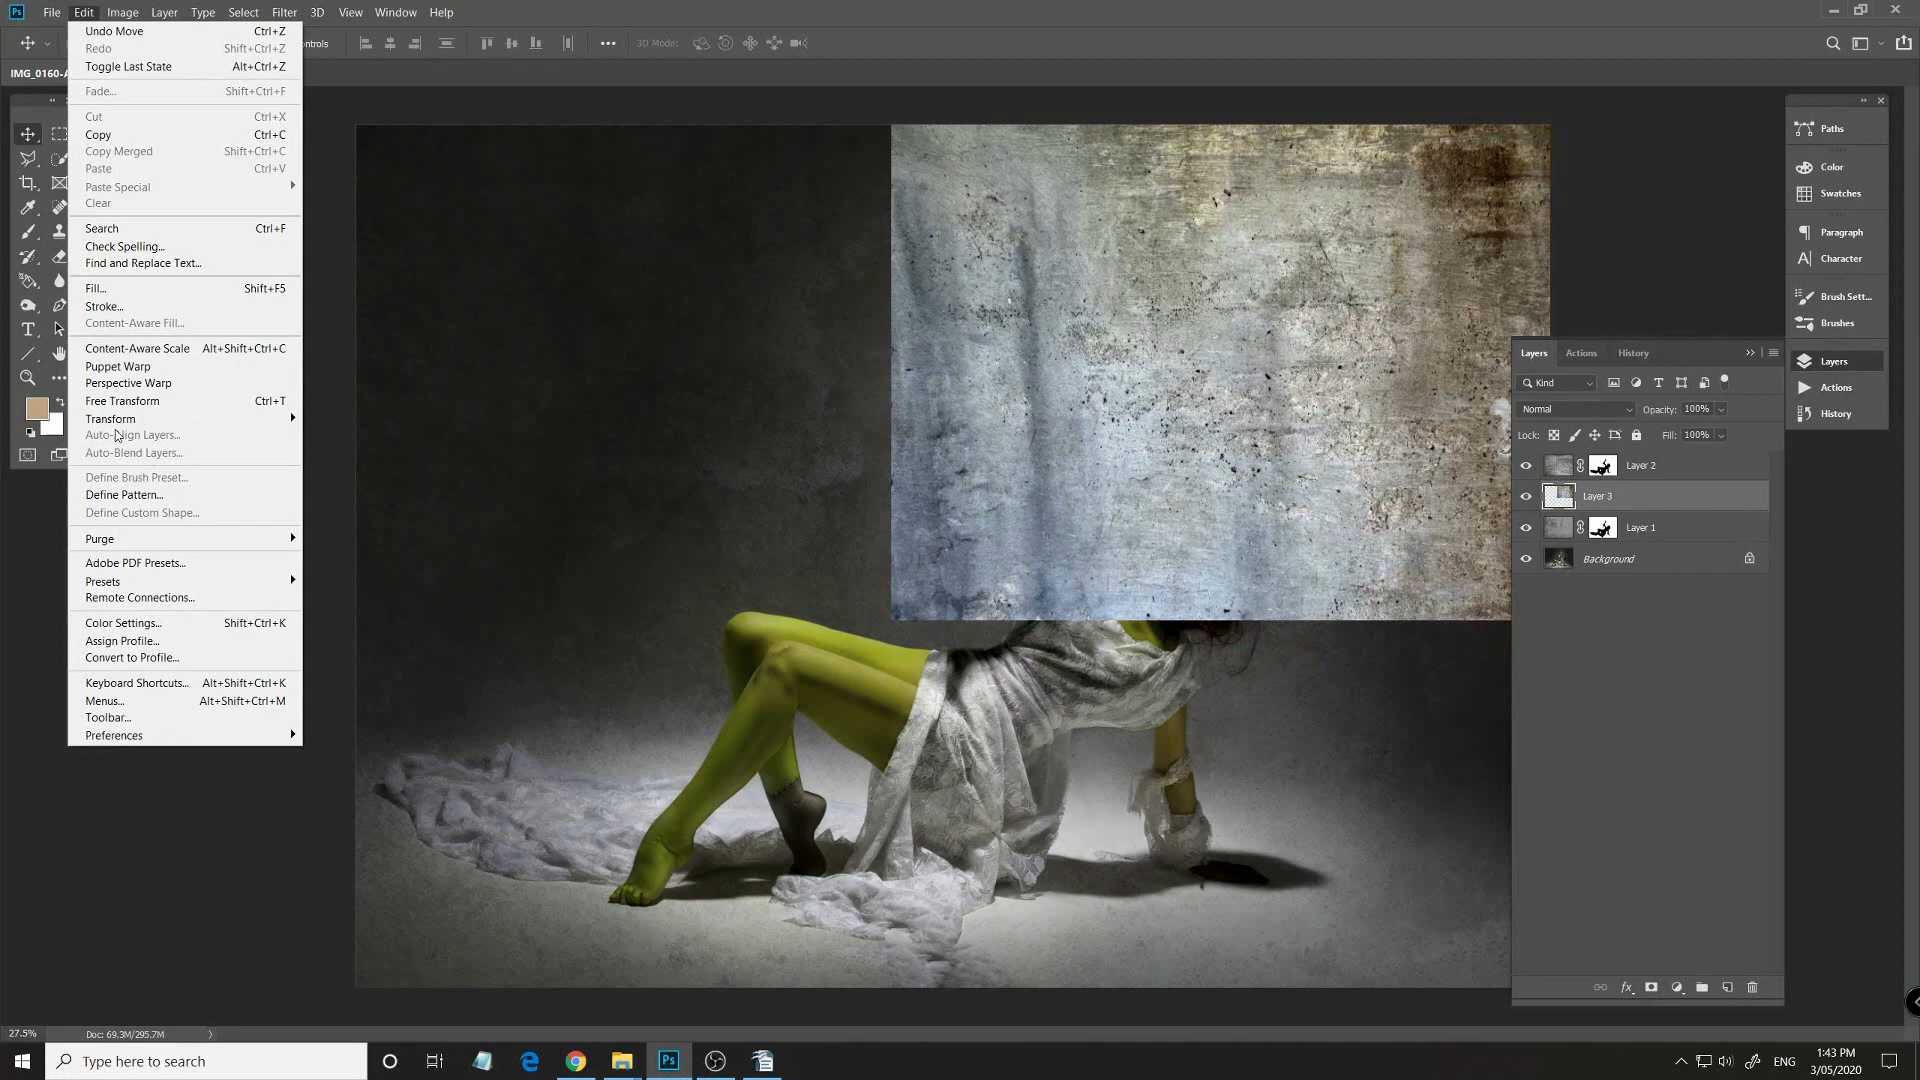 Ps File Edit Image Layer Type Select Filter 3D View Window Help
ntrols 3D Mode:
IMG_0160-A
Undo Move Ctrl+Z
Redo Shift+Ctrl+Z
Toggle Last State Alt+Ctrl+Z
Fade... Shift+Ctrl+F
Cut Ctrl+X
Copy Ctrl+C
Copy Merged Shift+Ctrl+C
Paste Ctrl+V
Paste Special
Clear
Search Ctrl+F
Check Spelling...
Find and Replace Text...
Fill... Shift+F5
Stroke...
Content-Aware Fill...
Content-Aware Scale Alt+Shift+Ctrl+C
Puppet Warp
Perspective Warp
Free Transform Ctrl+T
Transform
Auto-Align Layers...
Auto-Blend Layers...
Define Brush Preset...
Define Pattern...
Define Custom Shape...
Purge
Adobe PDF Presets...
Presets
Remote Connections...
Color Settings... Shift+Ctrl+K
Assign Profile...
Convert to Profile...
Keyboard Shortcuts... Alt+Shift+Ctrl+K
Menus... Alt+Shift+Ctrl+M
Toolbar...
Preferences
Paths
Color
Swatches
Paragraph
Character
Brush Sett...
Brushes
Layers
Actions
History
Layers Actions History
Kind
Normal Opacity: 100%
Lock: Fill: 100%
Layer 2
Layer 3
Layer 1
Background
fx
27.5% Doc: 69.3M/295.7M
Type here to search
Ps
ENG
1:43 PM
3/05/2020